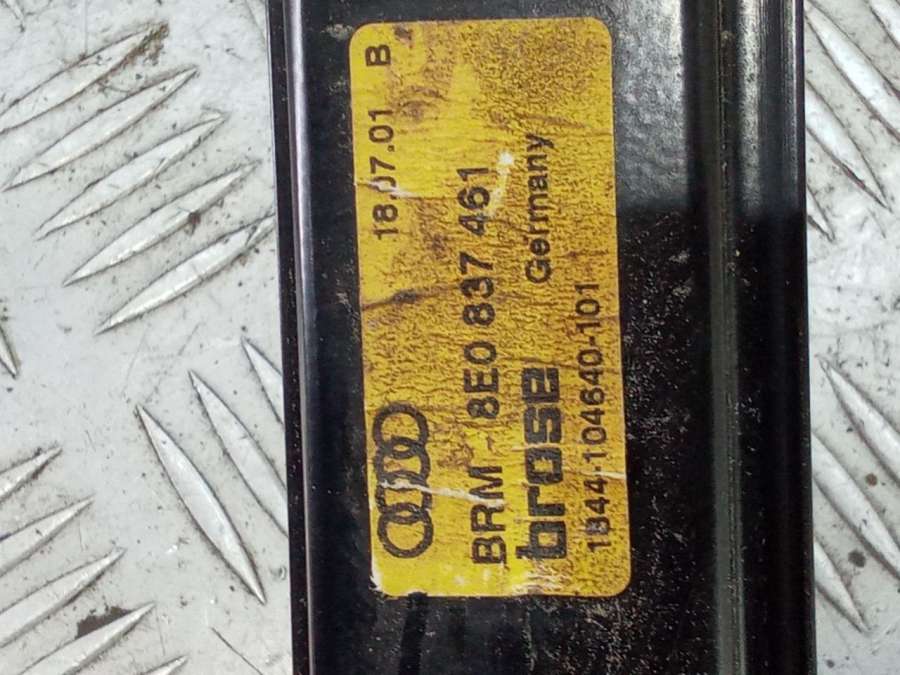 18.07.01 B
BRM 8E0 837 461
brose Germany
1844-104640-101